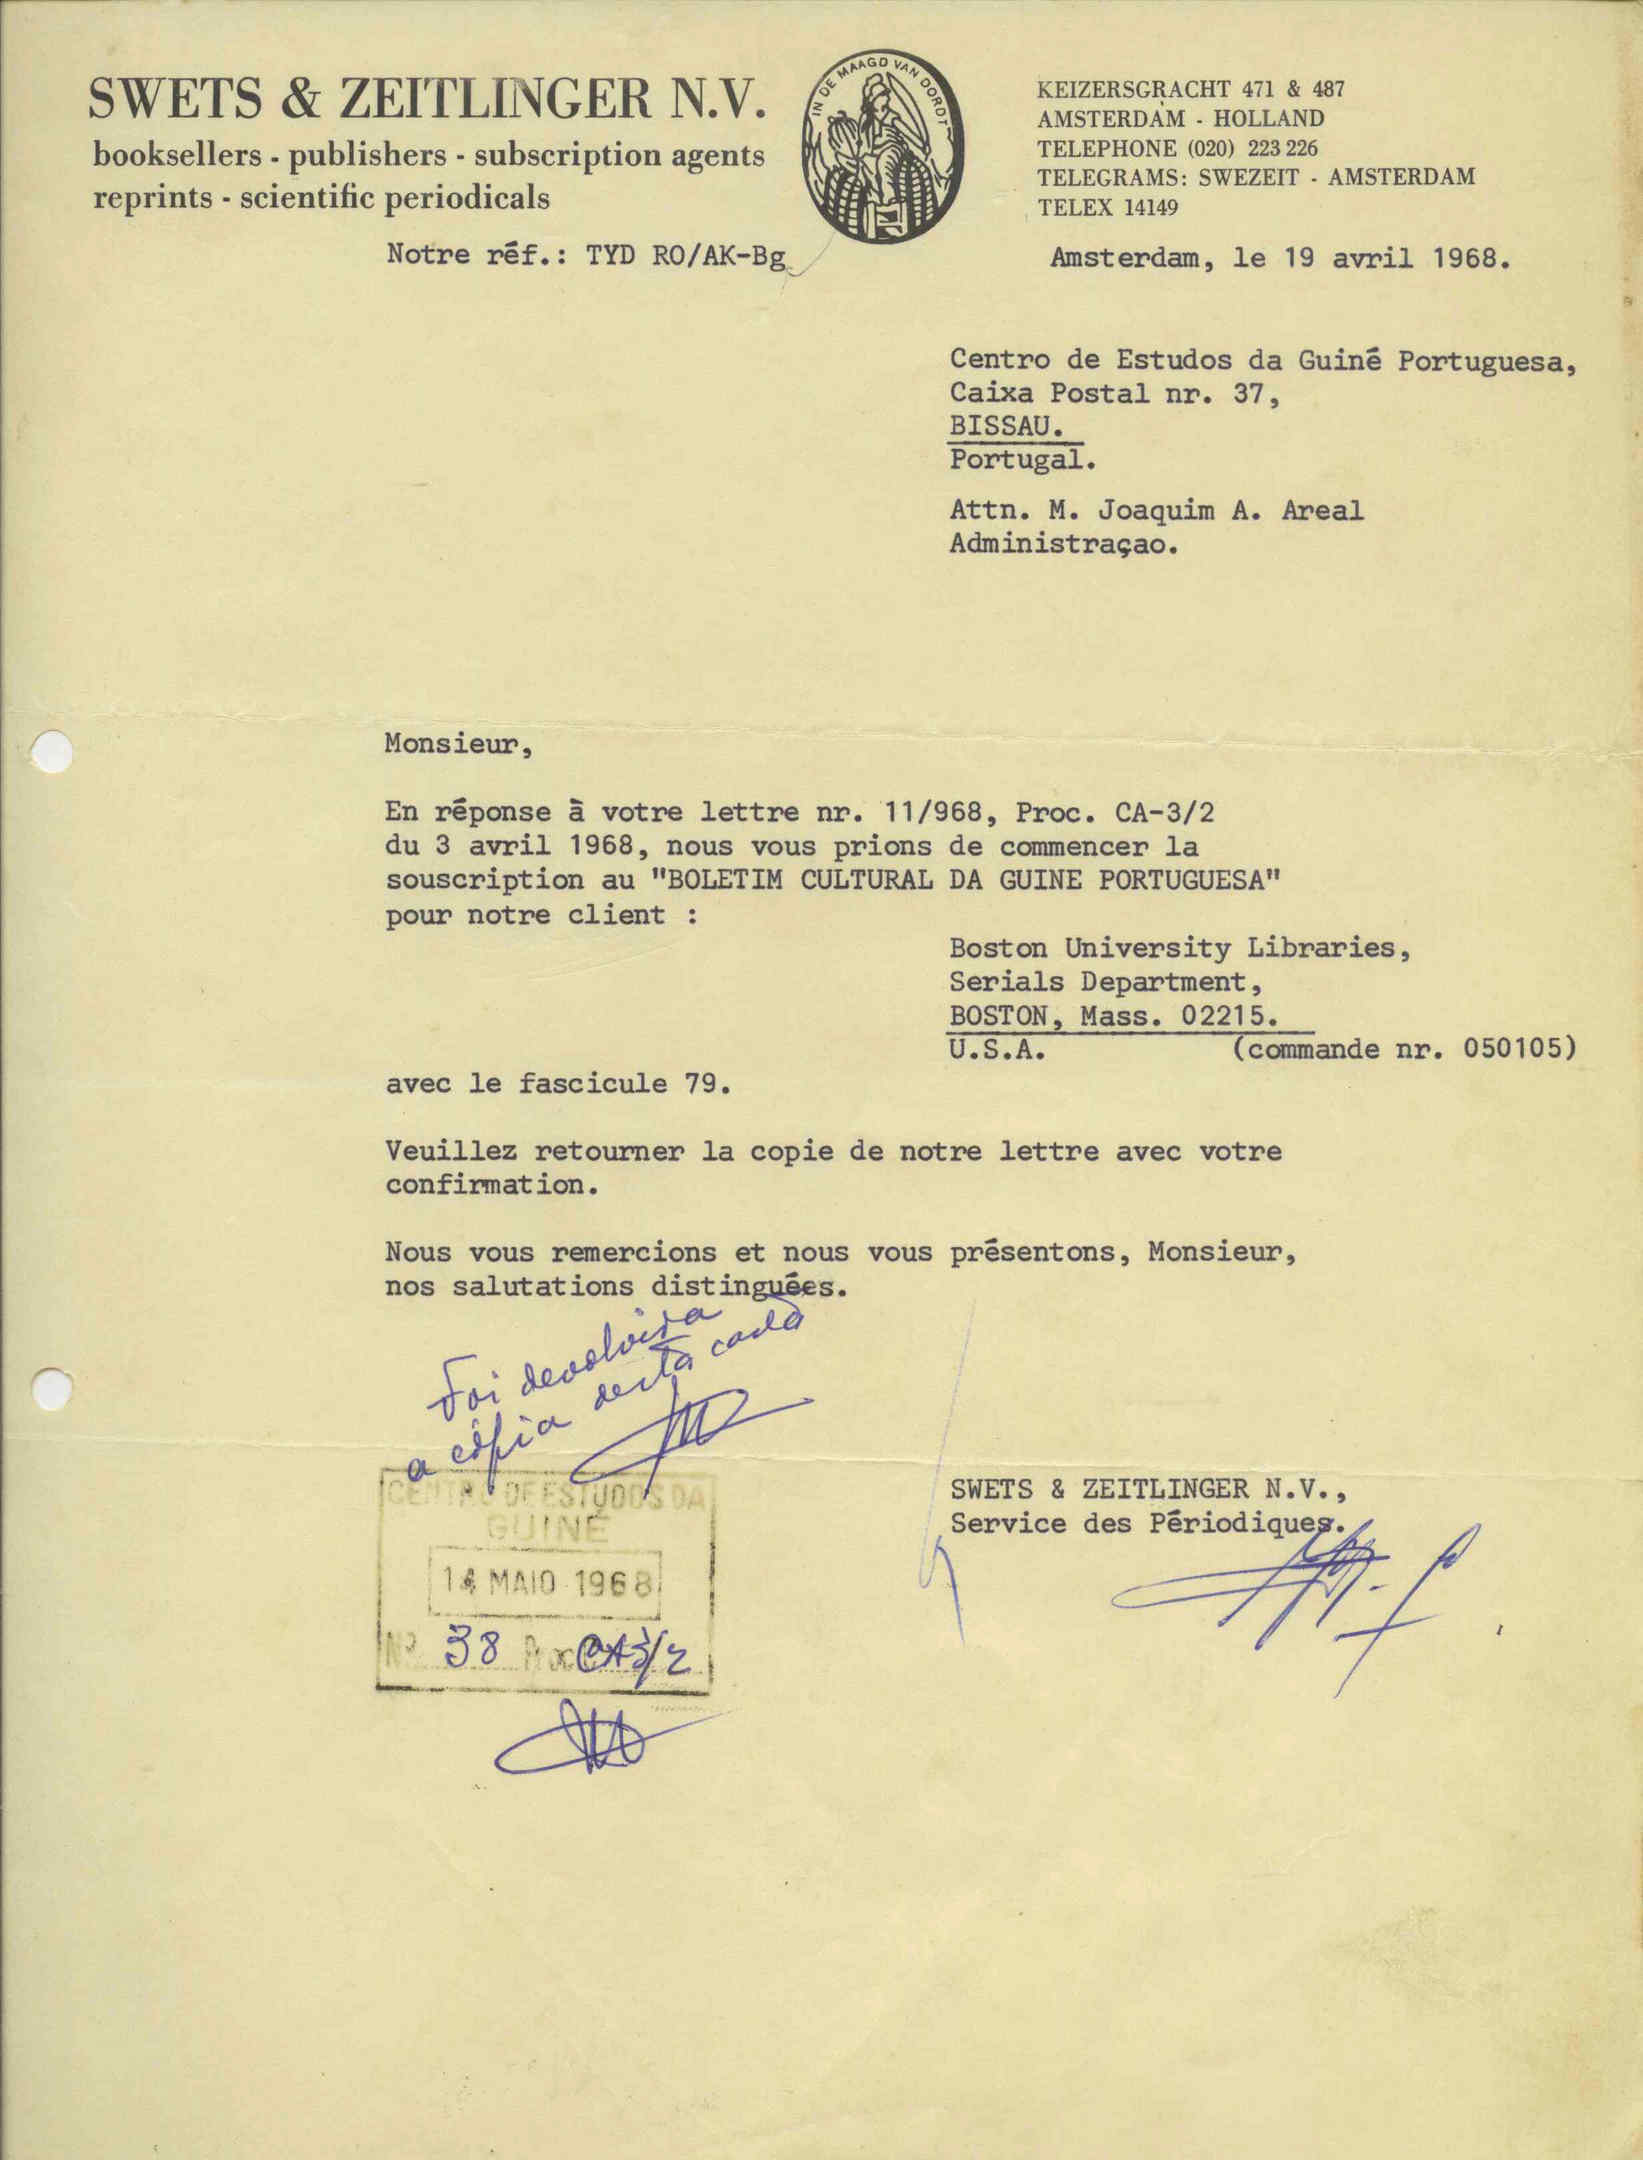 SWETS & ZEITLINGER N.V.
booksellers - publishers - subscription agents
reprints - scientific periodicals
IN DE MAAGD VAN DORDT
KEIZERSGRACHT 471 & 487
AMSTERDAM - HOLLAND
TELEPHONE (020) 223 226
TELEGRAMS: SWEZEIT - AMSTERDAM
TELEX 14149
Notre réf.: TYD RO/AK-Bg
Amsterdam, le 19 avril 1968.
Centro de Estudos da Guiné Portuguesa,
Caixa Postal nr. 37,
BISSAU.
Portugal.
Attn. M. Joaquim A. Areal
Administraçao.
Monsieur,
En réponse à votre lettre nr. 11/968, Proc. CA-3/2
du 3 avril 1968, nous vous prions de commencer la
souscription au "BOLETIM CULTURAL DA GUINE PORTUGUESA"
pour notre client :
Boston University Libraries,
Serials Department,
BOSTON, Mass. 02215.
U.S.A. (commande nr. 050105)
avec le fascicule 79.
Veuillez retourner la copie de notre lettre avec votre
confirmation.
Nous vous remercions et nous vous présentons, Monsieur,
nos salutations distinguées.
Foi devolvida
a cópia desta carta
SWETS & ZEITLINGER N.V.,
Service des Périodiques.
CENTRO DE ESTUDOS DA
GUINÉ
14 MAIO 1968
Nº 38 Proc CA3/2